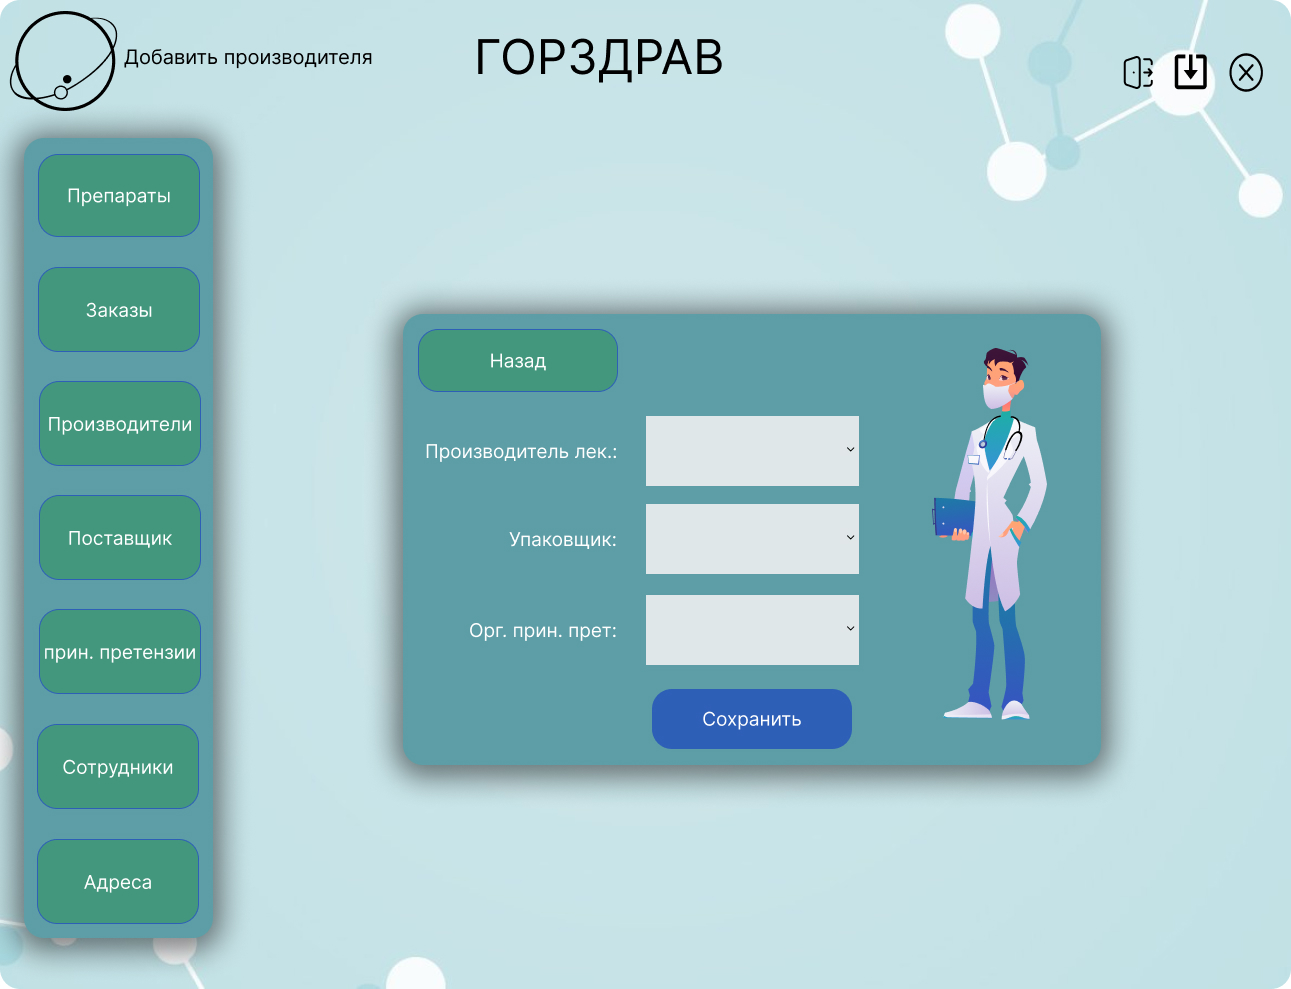 Добавить производителя
ГОРЗДРАВ
Препараты
Заказы
Производители
Поставщик
прин. претензии
Сотрудники
Адреса
Назад
Производитель лек.:
Упаковщик:
Орг. прин. прет:
Сохранить